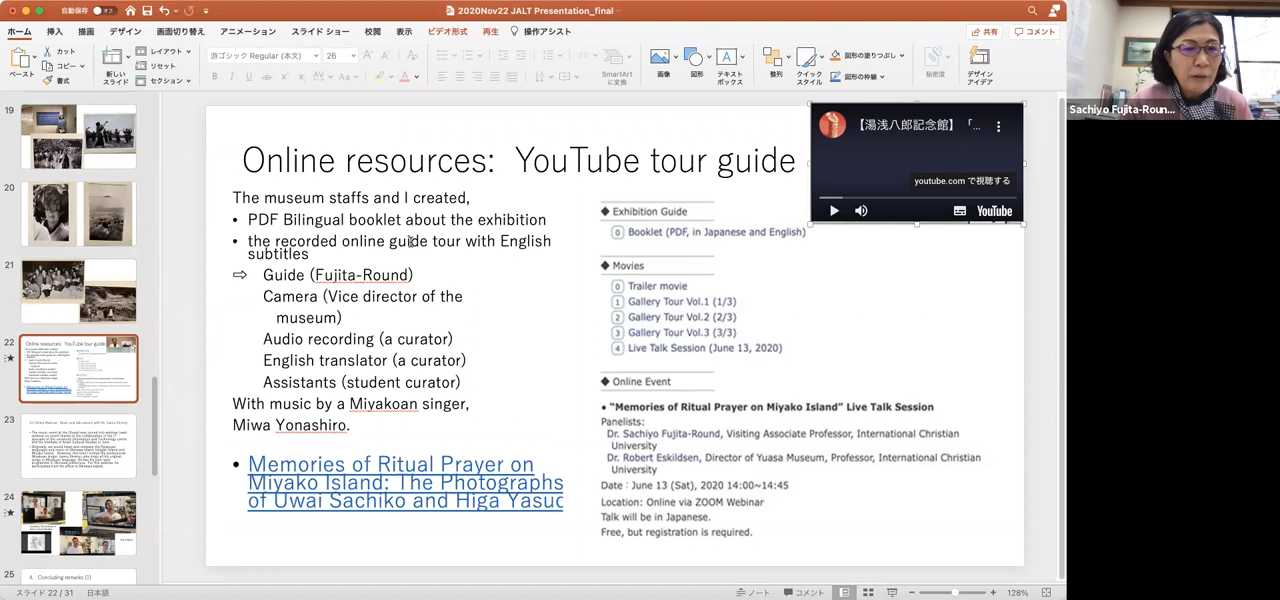 自動保存 オフ
2020Nov22 JALT Presentation_final
ホーム 挿入 描画 デザイン 画面切り替え アニメーション スライド ショー 校閲 表示 ビデオ形式 再生 操作アシスト 共有 コメント
ペースト
カット
コピー
書式
新しい
スライド
レイアウト
リセット
セクション
游ゴシック Regular (本文) 26
SmartArt
に変換
画像
図形
テキスト
ボックス
整列
クイック
スタイル
図形の塗りつぶし
図形の枠線
秘密度
デザイン
アイデア
Sachiyo Fujita-Roun...
19
20
21
22
23
24
25
Online resources: YouTube tour guide
The museum staffs and I created,
• PDF Bilingual booklet about the exhibition
• the recorded online guide tour with English
subtitles
⇨ Guide (Fujita-Round)
Camera (Vice director of the
museum)
Audio recording (a curator)
English translator (a curator)
Assistants (student curator)
With music by a Miyakoan singer,
Miwa Yonashiro.
• Memories of Ritual Prayer on
Miyako Island: The Photographs
of Uwai Sachiko and Higa Yasuo
【湯浅八郎記念館】「...
youtube.com で視聴する
YouTube
◆ Exhibition Guide
0 Booklet (PDF, in Japanese and English)
◆ Movies
0 Trailer movie
1 Gallery Tour Vol.1 (1/3)
2 Gallery Tour Vol.2 (2/3)
3 Gallery Tour Vol.3 (3/3)
4 Live Talk Session (June 13, 2020)
◆ Online Event
• “Memories of Ritual Prayer on Miyako Island” Live Talk Session
Panelists:
Dr. Sachiyo Fujita-Round, Visiting Associate Professor, International Christian
University
Dr. Robert Eskildsen, Director of Yuasa Museum, Professor, International Christian
University
Date : June 13 (Sat), 2020 14:00~14:45
Location: Online via ZOOM Webinar
Talk will be in Japanese.
Free, but registration is required.
スライド 22 / 31 日本語
ノート コメント 128%